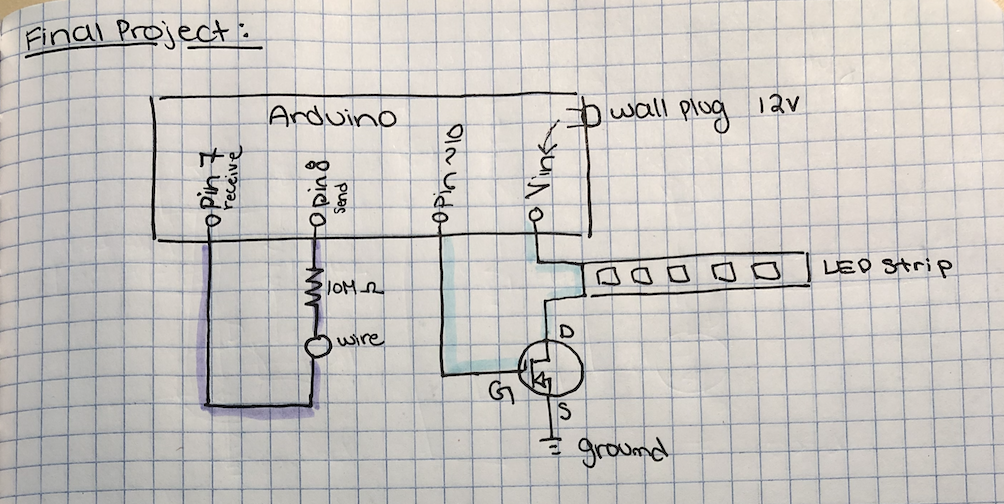 Final Project:
Arduino
wall plug 12V
pin 7
receive
pin 8
send
Pin ~10
Vin
LED strip
10MΩ
wire
D
G
S
ground